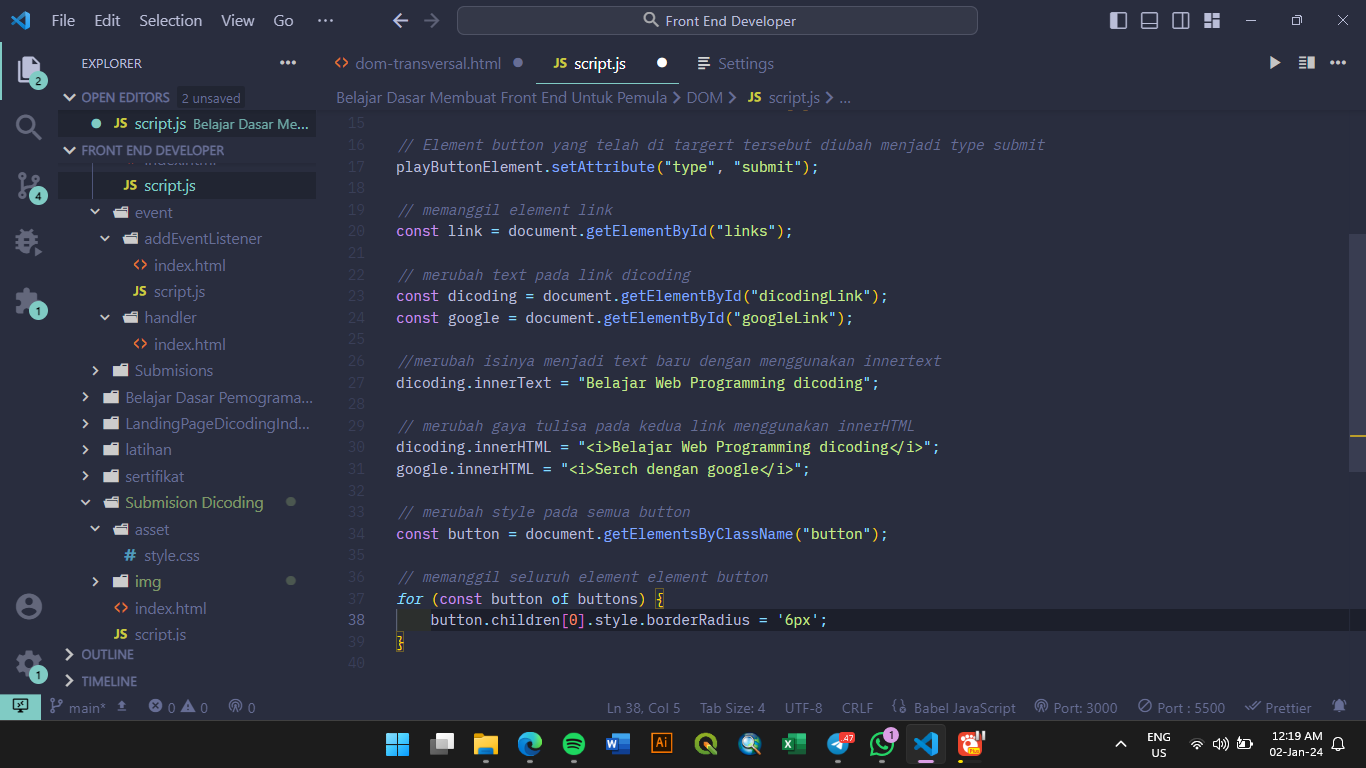 File Edit Selection View Go ···
Front End Developer
EXPLORER
dom-transversal.html
JS script.js
Settings
OPEN EDITORS 2 unsaved
JS script.js Belajar Dasar Me...
FRONT END DEVELOPER
index.html
JS script.js
event
addEventListener
<> index.html
JS script.js
handler
<> index.html
Submisions
Belajar Dasar Pemograma...
LandingPageDicodingInd...
latihan
sertifikat
Submision Dicoding
asset
# style.css
img
<> index.html
JS script.js
OUTLINE
TIMELINE
2
4
1
1
Belajar Dasar Membuat Front End Untuk Pemula > DOM > JS script.js > ...
15
16 // Element button yang telah di targert tersebut diubah menjadi type submit
17 playButtonElement.setAttribute("type", "submit");
18
19 // memanggil element link
20 const link = document.getElementById("links");
21
22 // merubah text pada link dicoding
23 const dicoding = document.getElementById("dicodingLink");
24 const google = document.getElementById("googleLink");
25
26 //merubah isinya menjadi text baru dengan menggunakan innertext
27 dicoding.innerText = "Belajar Web Programming dicoding";
28
29 // merubah gaya tulisa pada kedua link menggunakan innerHTML
30 dicoding.innerHTML = "<i>Belajar Web Programming dicoding</i>";
31 google.innerHTML = "<i>Serch dengan google</i>";
32
33 // merubah style pada semua button
34 const button = document.getElementsByClassName("button");
35
36 // memanggil seluruh element element button
37 for (const button of buttons) {
38 button.children[0].style.borderRadius = '6px';
39 }
40
main* 0 0 0 Ln 38, Col 5 Tab Size: 4 UTF-8 CRLF Babel JavaScript Port: 3000 Port : 5500 Prettier
47
1
ENG
US
12:19 AM
02-Jan-24